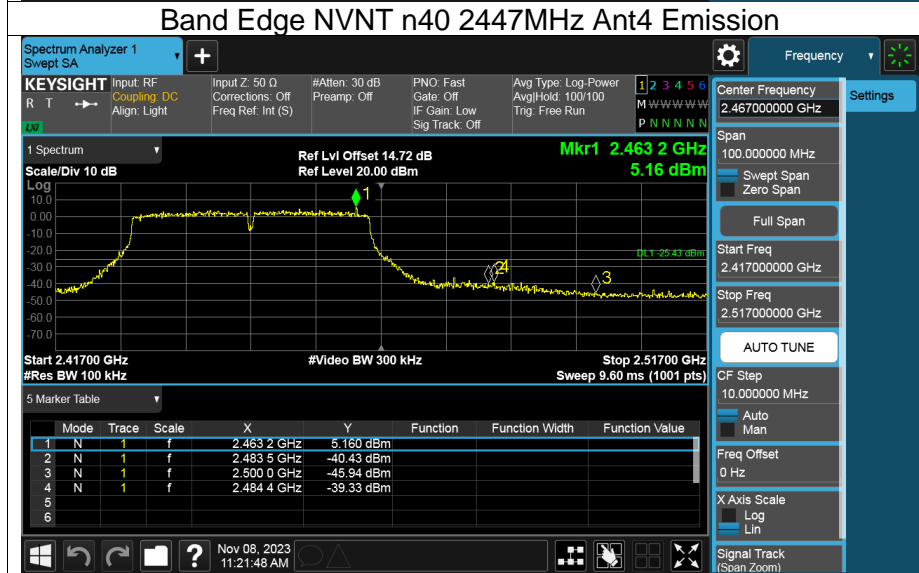 Band Edge NVNT n40 2447MHz Ant4 Emission
Spectrum Analyzer 1
Swept SA
+
Frequency
KEYSIGHT
R T
LXI
Input: RF
Coupling: DC
Align: Light
Input Z: 50 Ω
Corrections: Off
Freq Ref: Int (S)
#Atten: 30 dB
Preamp: Off
PNO: Fast
Gate: Off
IF Gain: Low
Sig Track: Off
Avg Type: Log-Power
Avg|Hold: 100/100
Trig: Free Run
1 2 3 4 5 6
M W W W W W
P N N N N N
1 Spectrum
Scale/Div 10 dB
Ref Lvl Offset 14.72 dB
Ref Level 20.00 dBm
Mkr1 2.463 2 GHz
5.16 dBm
Log
10.0
0.00
-10.0
-20.0
-30.0
-40.0
-50.0
-60.0
-70.0
1
DL1 -25.43 dBm
2 4
3
Start 2.41700 GHz
#Res BW 100 kHz
#Video BW 300 kHz
Stop 2.51700 GHz
Sweep 9.60 ms (1001 pts)
5 Marker Table
Mode Trace Scale X Y Function Function Width Function Value
1 N 1 f 2.463 2 GHz 5.160 dBm
2 N 1 f 2.483 5 GHz -40.43 dBm
3 N 1 f 2.500 0 GHz -45.94 dBm
4 N 1 f 2.484 4 GHz -39.33 dBm
5
6
?
Nov 08, 2023
11:21:48 AM
Center Frequency
2.467000000 GHz
Settings
Span
100.000000 MHz
Swept Span
Zero Span
Full Span
Start Freq
2.417000000 GHz
Stop Freq
2.517000000 GHz
AUTO TUNE
CF Step
10.000000 MHz
Auto
Man
Freq Offset
0 Hz
X Axis Scale
Log
Lin
Signal Track
(Span Zoom)